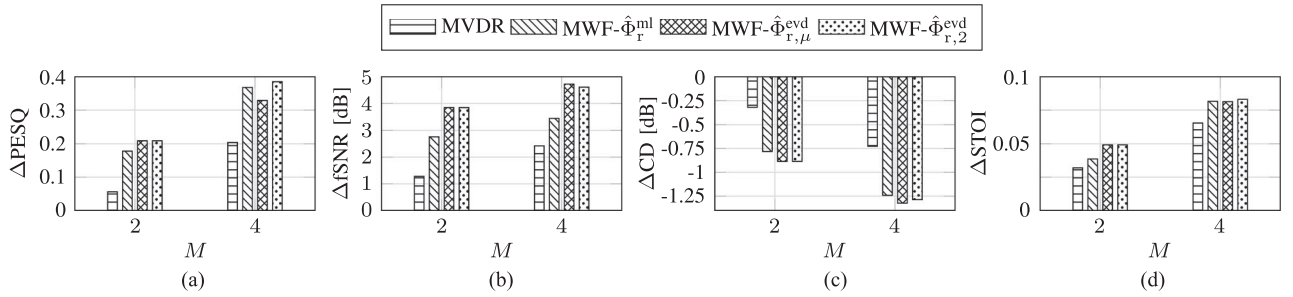 MVDR MWF-Φ̂_r^ml MWF-Φ̂_{r,μ}^evd MWF-Φ̂_{r,2}^evd
ΔPESQ
0.4
0.3
0.2
0.1
0
2 4
M
(a)
ΔfSNR [dB]
5
4
3
2
1
0
2 4
M
(b)
ΔCD [dB]
0
-0.25
-0.5
-0.75
-1
-1.25
2 4
M
(c)
ΔSTOI
0.1
0.05
0
2 4
M
(d)